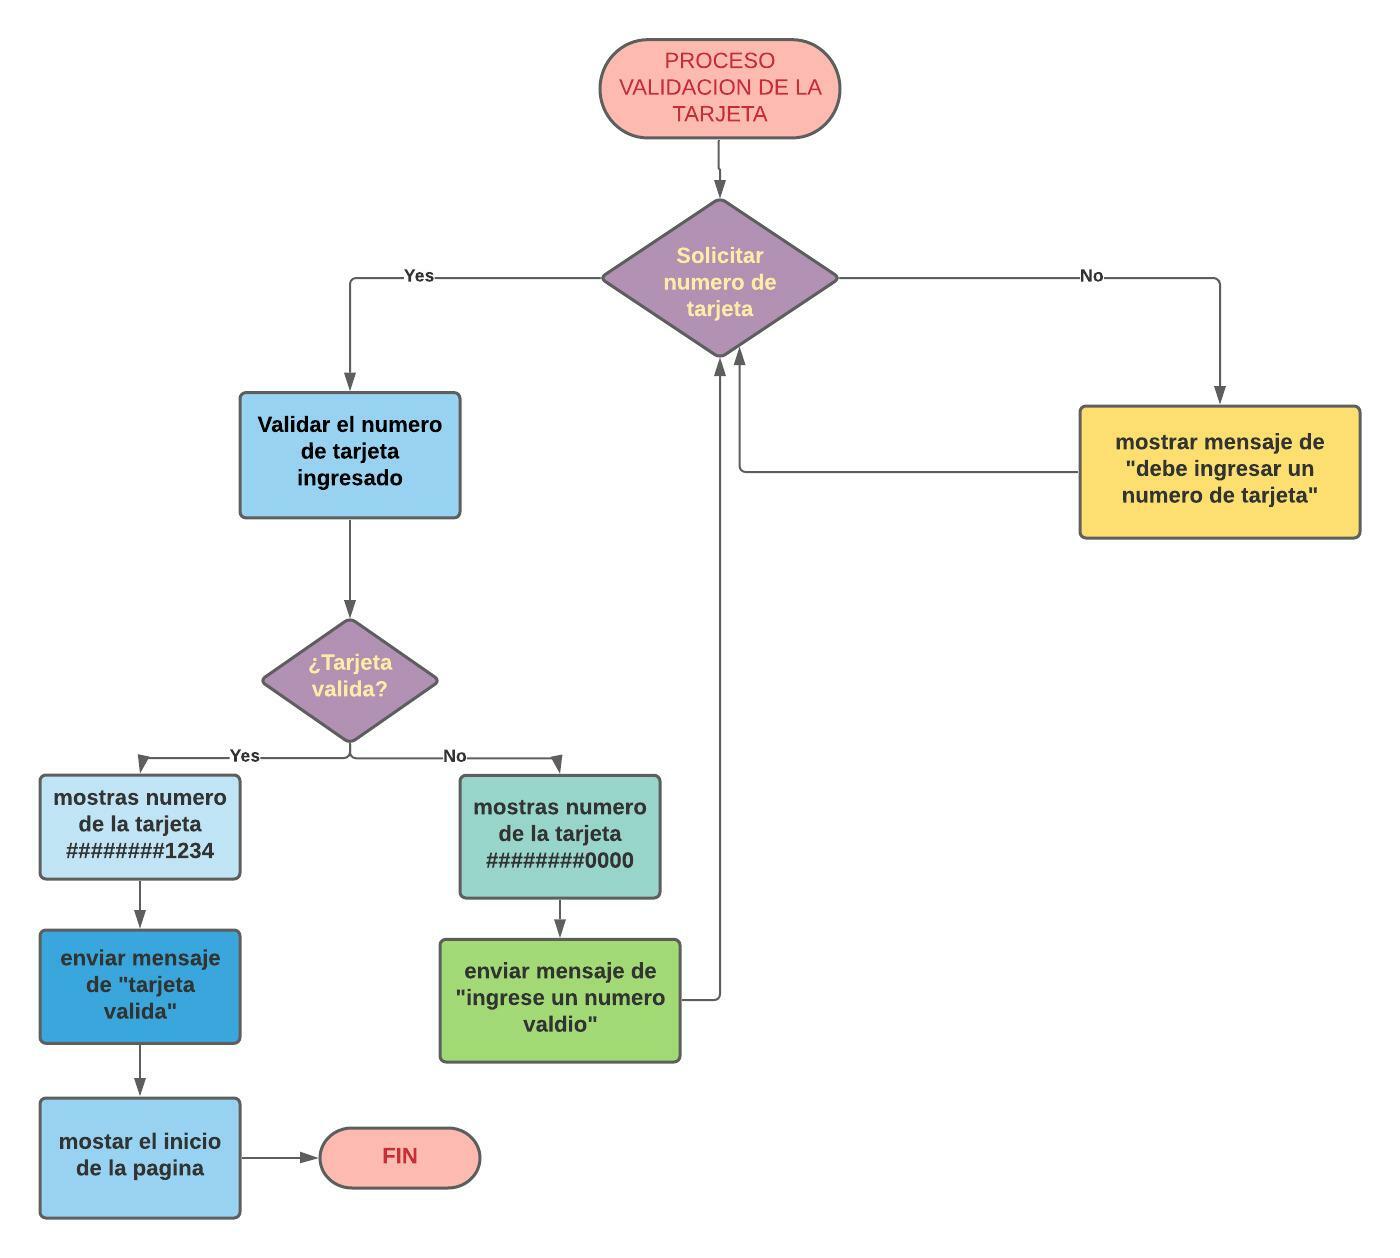 PROCESO
VALIDACION DE LA
TARJETA
Solicitar
numero de
tarjeta
Yes
No
Validar el numero
de tarjeta
ingresado
mostrar mensaje de
"debe ingresar un
numero de tarjeta"
¿Tarjeta
valida?
Yes
No
mostras numero
de la tarjeta
########1234
mostras numero
de la tarjeta
########0000
enviar mensaje
de "tarjeta
valida"
enviar mensaje de
"ingrese un numero
valdio"
mostar el inicio
de la pagina
FIN